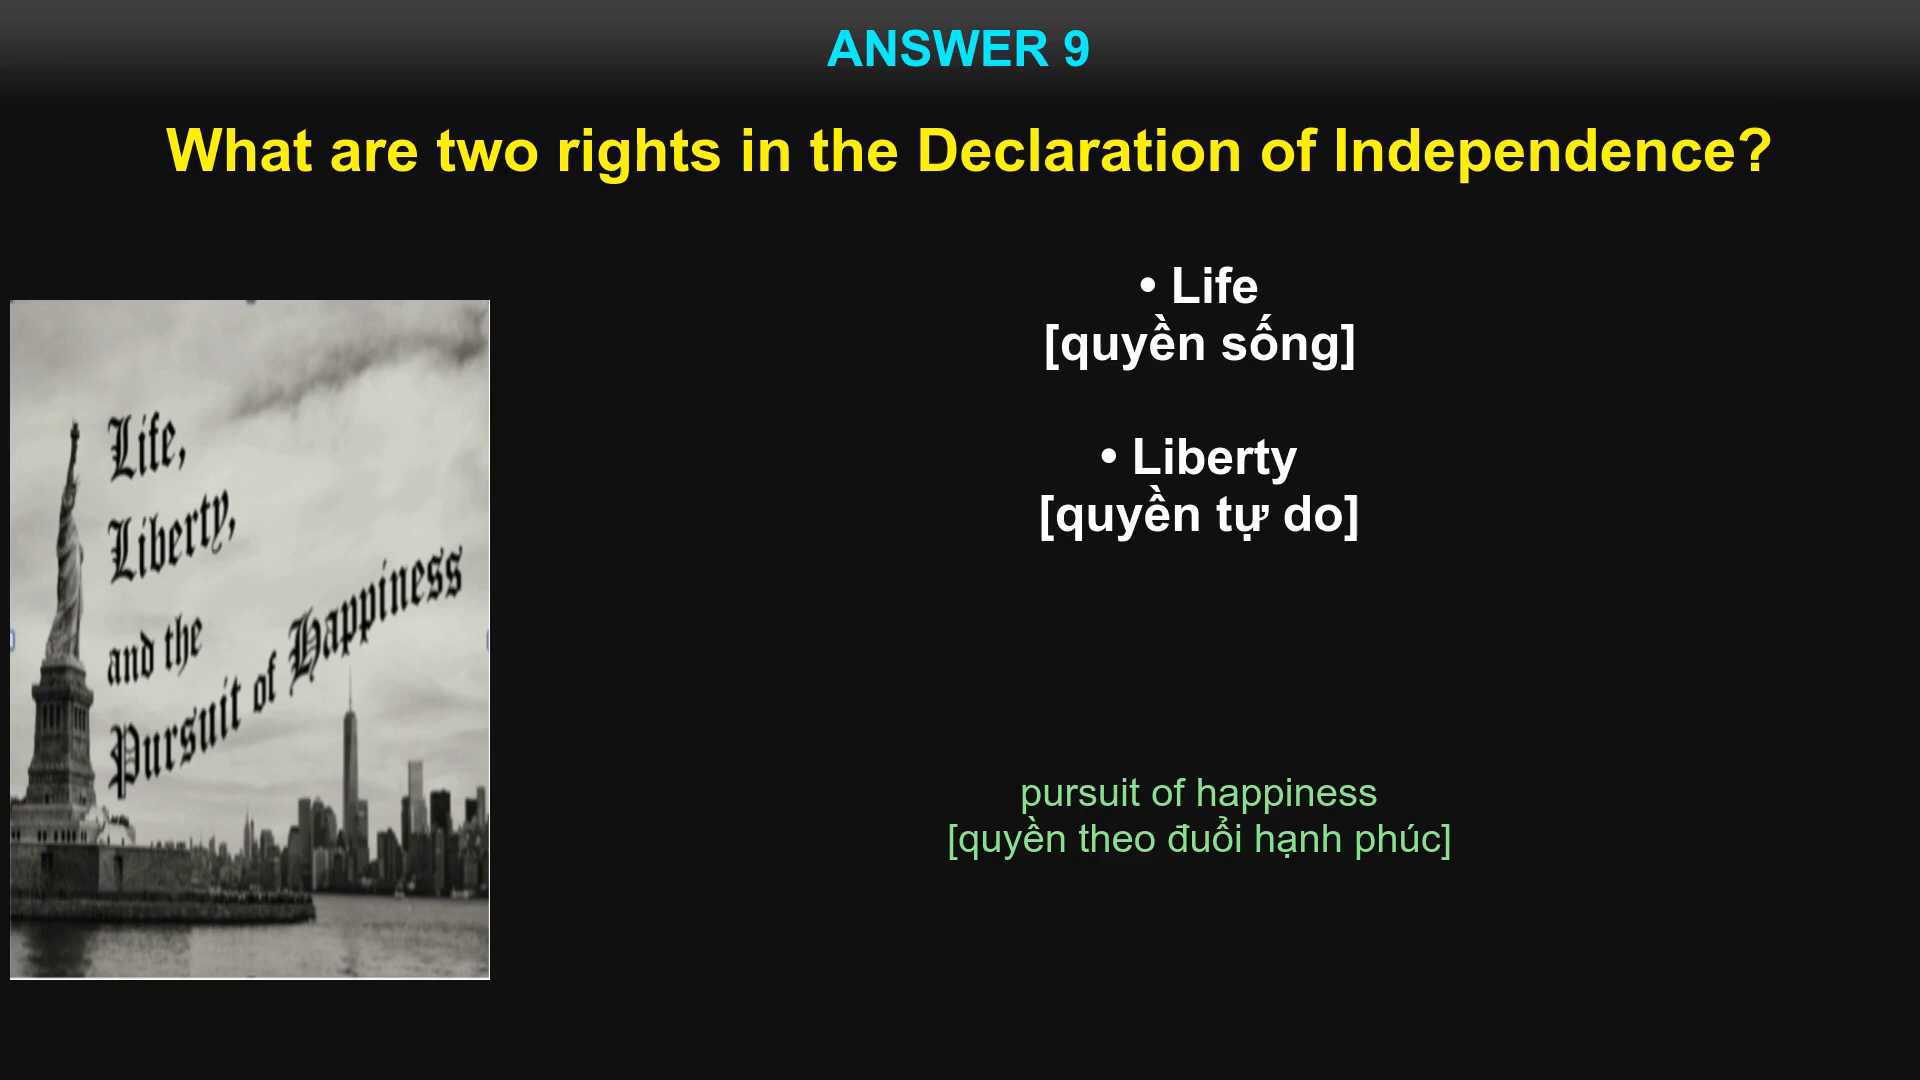 ANSWER 9
What are two rights in the Declaration of Independence?
• Life
[quyền sống]
• Liberty
[quyền tự do]
Life,
Liberty,
and the
Pursuit of Happiness
pursuit of happiness
[quyền theo đuổi hạnh phúc]